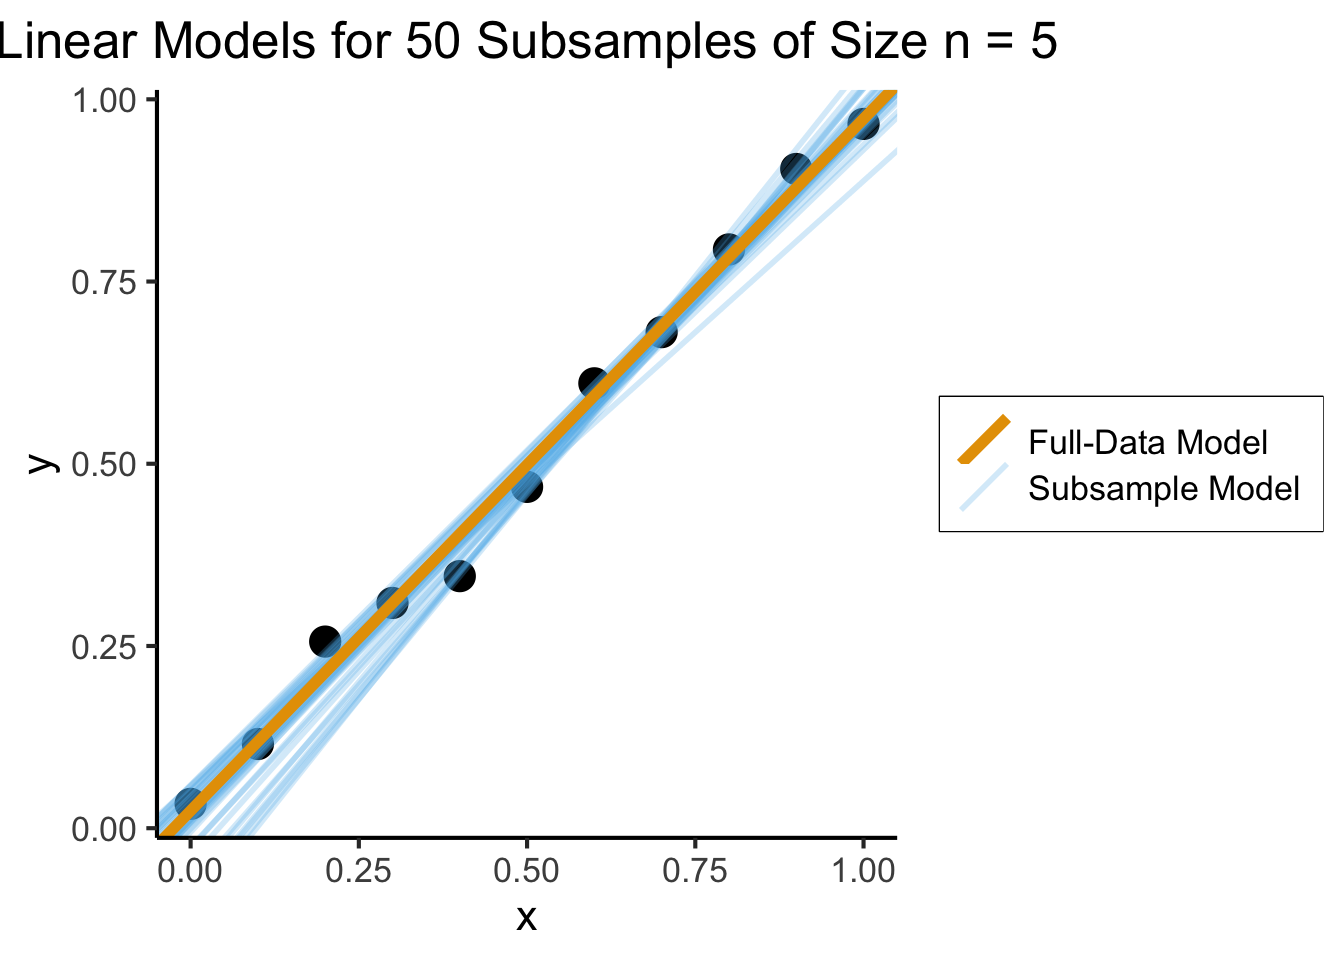 Linear Models for 50 Subsamples of Size n = 5
1.00
0.75
0.50
0.25
0.00
y
0.00 0.25 0.50 0.75 1.00
x
Full-Data Model
Subsample Model